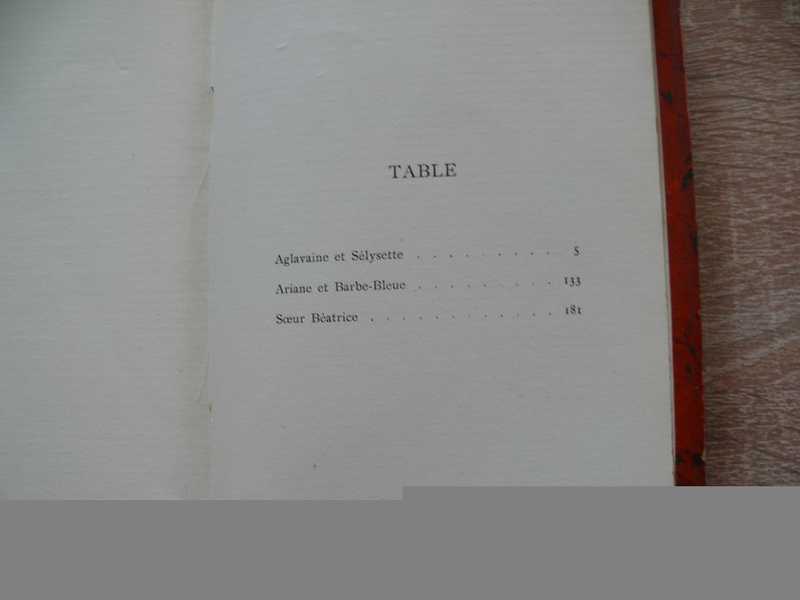 TABLE
Aglavaine et Sélysette . . . . . . . . . 5
Ariane et Barbe-Bleue . . . . . . . . . 133
Sœur Béatrice . . . . . . . . . . . . 181